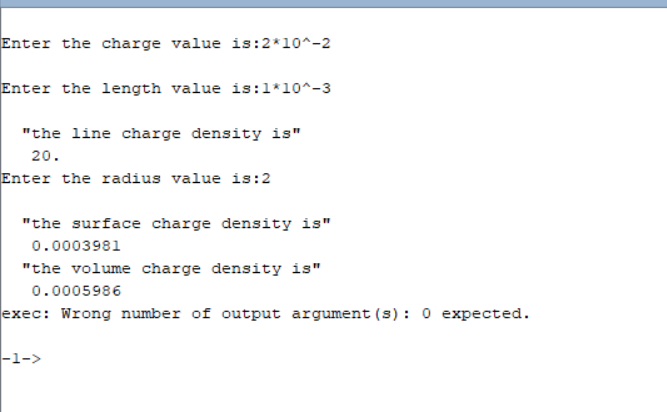 Enter the charge value is:2*10^-2
Enter the length value is:1*10^-3
"the line charge density is"
20.
Enter the radius value is:2
"the surface charge density is"
0.0003981
"the volume charge density is"
0.0005986
exec: Wrong number of output argument(s): 0 expected.
-1->